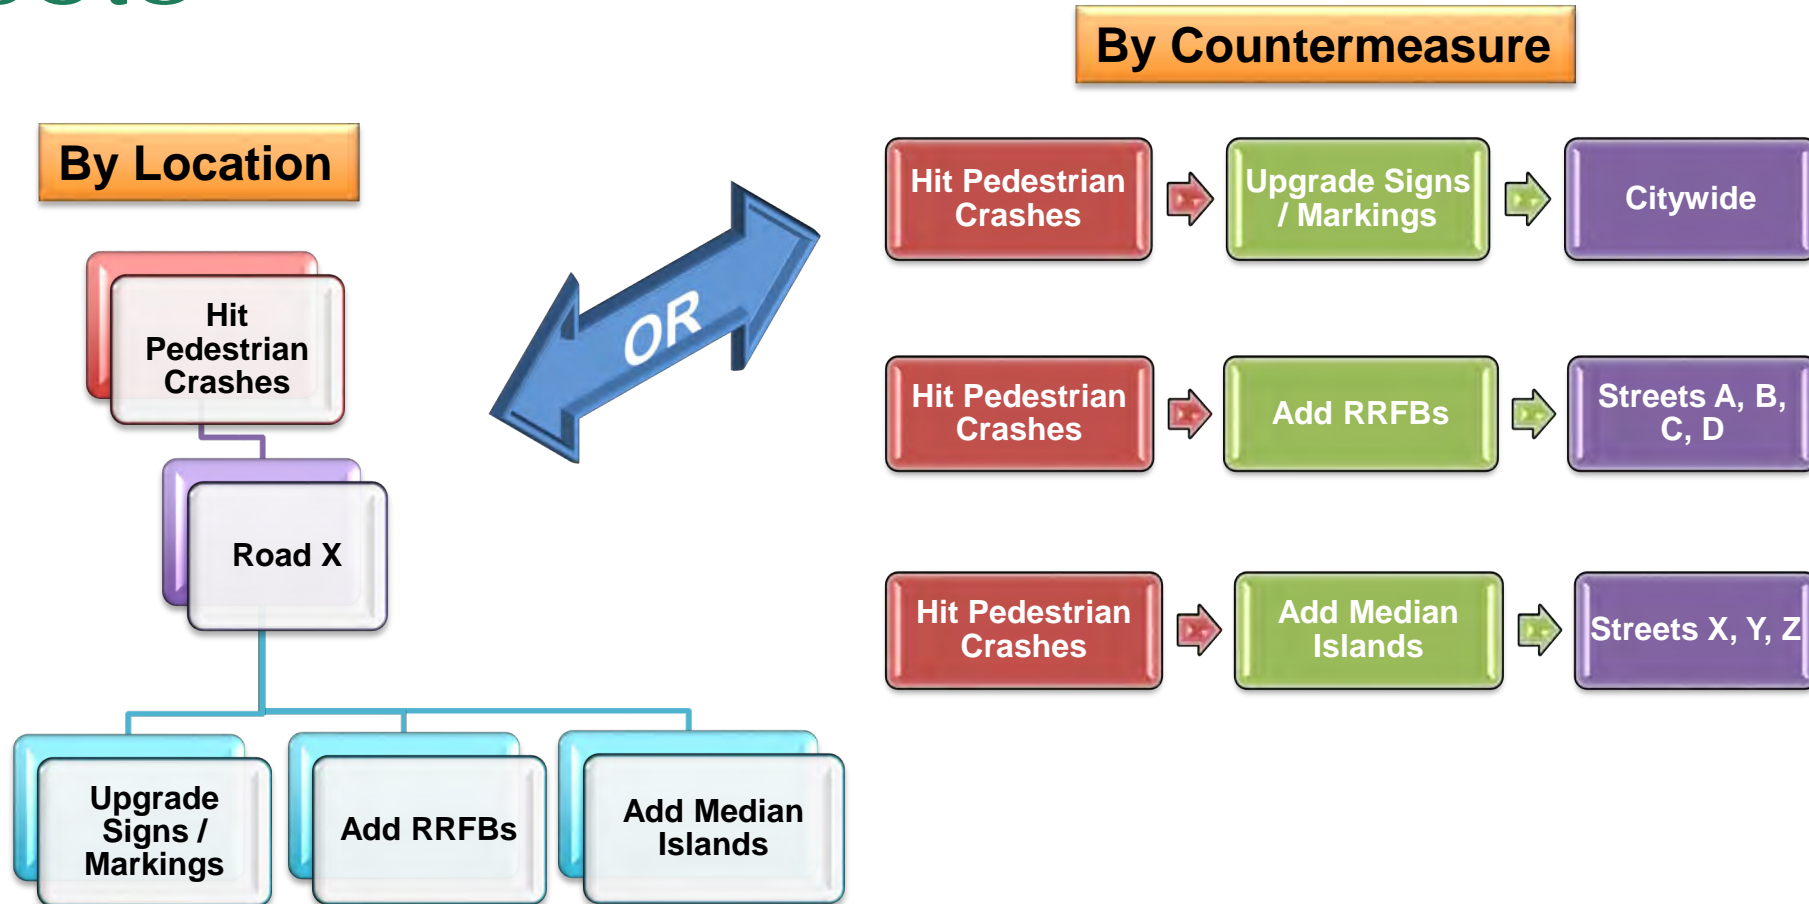 By Location
Hit
Pedestrian
Crashes
Road X
Upgrade
Signs /
Markings
Add RRFBs
Add Median
Islands
OR
By Countermeasure
Hit Pedestrian
Crashes
Upgrade Signs
/ Markings
Citywide
Hit Pedestrian
Crashes
Add RRFBs
Streets A, B,
C, D
Hit Pedestrian
Crashes
Add Median
Islands
Streets X, Y, Z